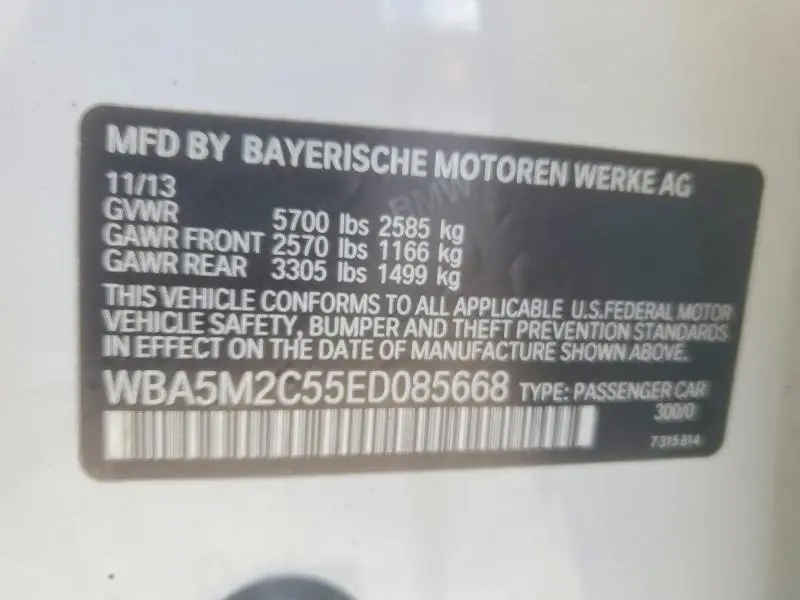 MFD BY BAYERISCHE MOTOREN WERKE AG
11/13
GVWR 5700 lbs 2585 kg
GAWR FRONT 2570 lbs 1166 kg
GAWR REAR 3305 lbs 1499 kg
THIS VEHICLE CONFORMS TO ALL APPLICABLE U.S.FEDERAL MOTOR
VEHICLE SAFETY, BUMPER AND THEFT PREVENTION STANDARDS
IN EFFECT ON THE DATE OF MANUFACTURE SHOWN ABOVE.
WBA5M2C55ED085668 TYPE: PASSENGER CAR
300/0
7315814
BMW